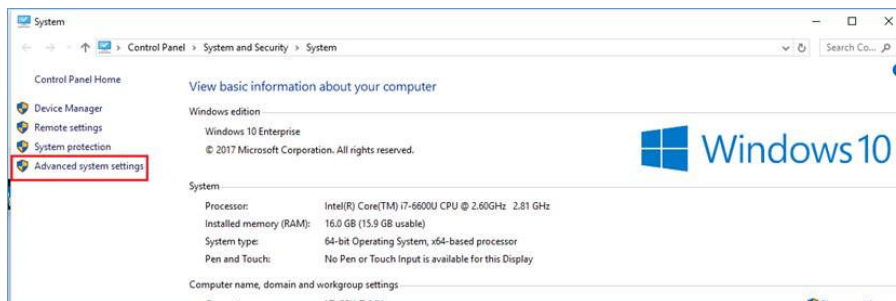 System
Control Panel > System and Security > System
Search Co...
Control Panel Home
Device Manager
Remote settings
System protection
Advanced system settings
View basic information about your computer
Windows edition
Windows 10 Enterprise
© 2017 Microsoft Corporation. All rights reserved.
Windows 10
System
Processor: Intel(R) Core(TM) i7-6600U CPU @ 2.60GHz 2.81 GHz
Installed memory (RAM): 16.0 GB (15.9 GB usable)
System type: 64-bit Operating System, x64-based processor
Pen and Touch: No Pen or Touch Input is available for this Display
Computer name, domain and workgroup settings